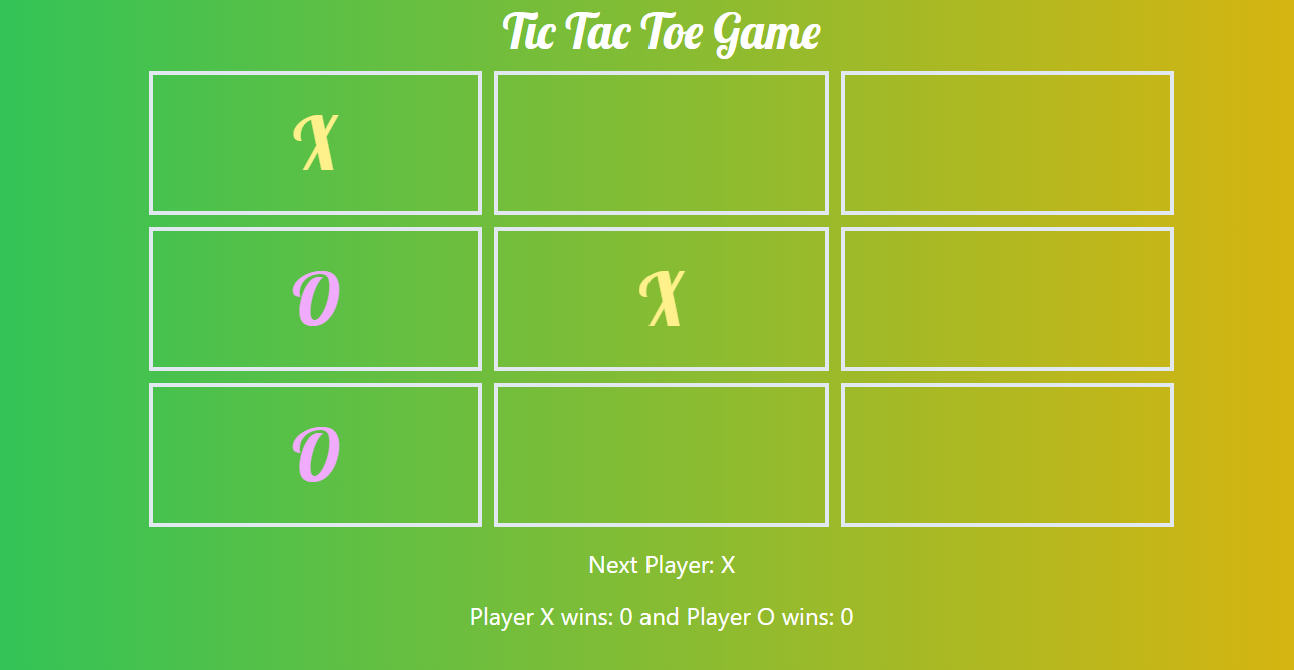 Tic Tac Toe Game
X
O X
O
Next Player: X
Player X wins: 0 and Player O wins: 0